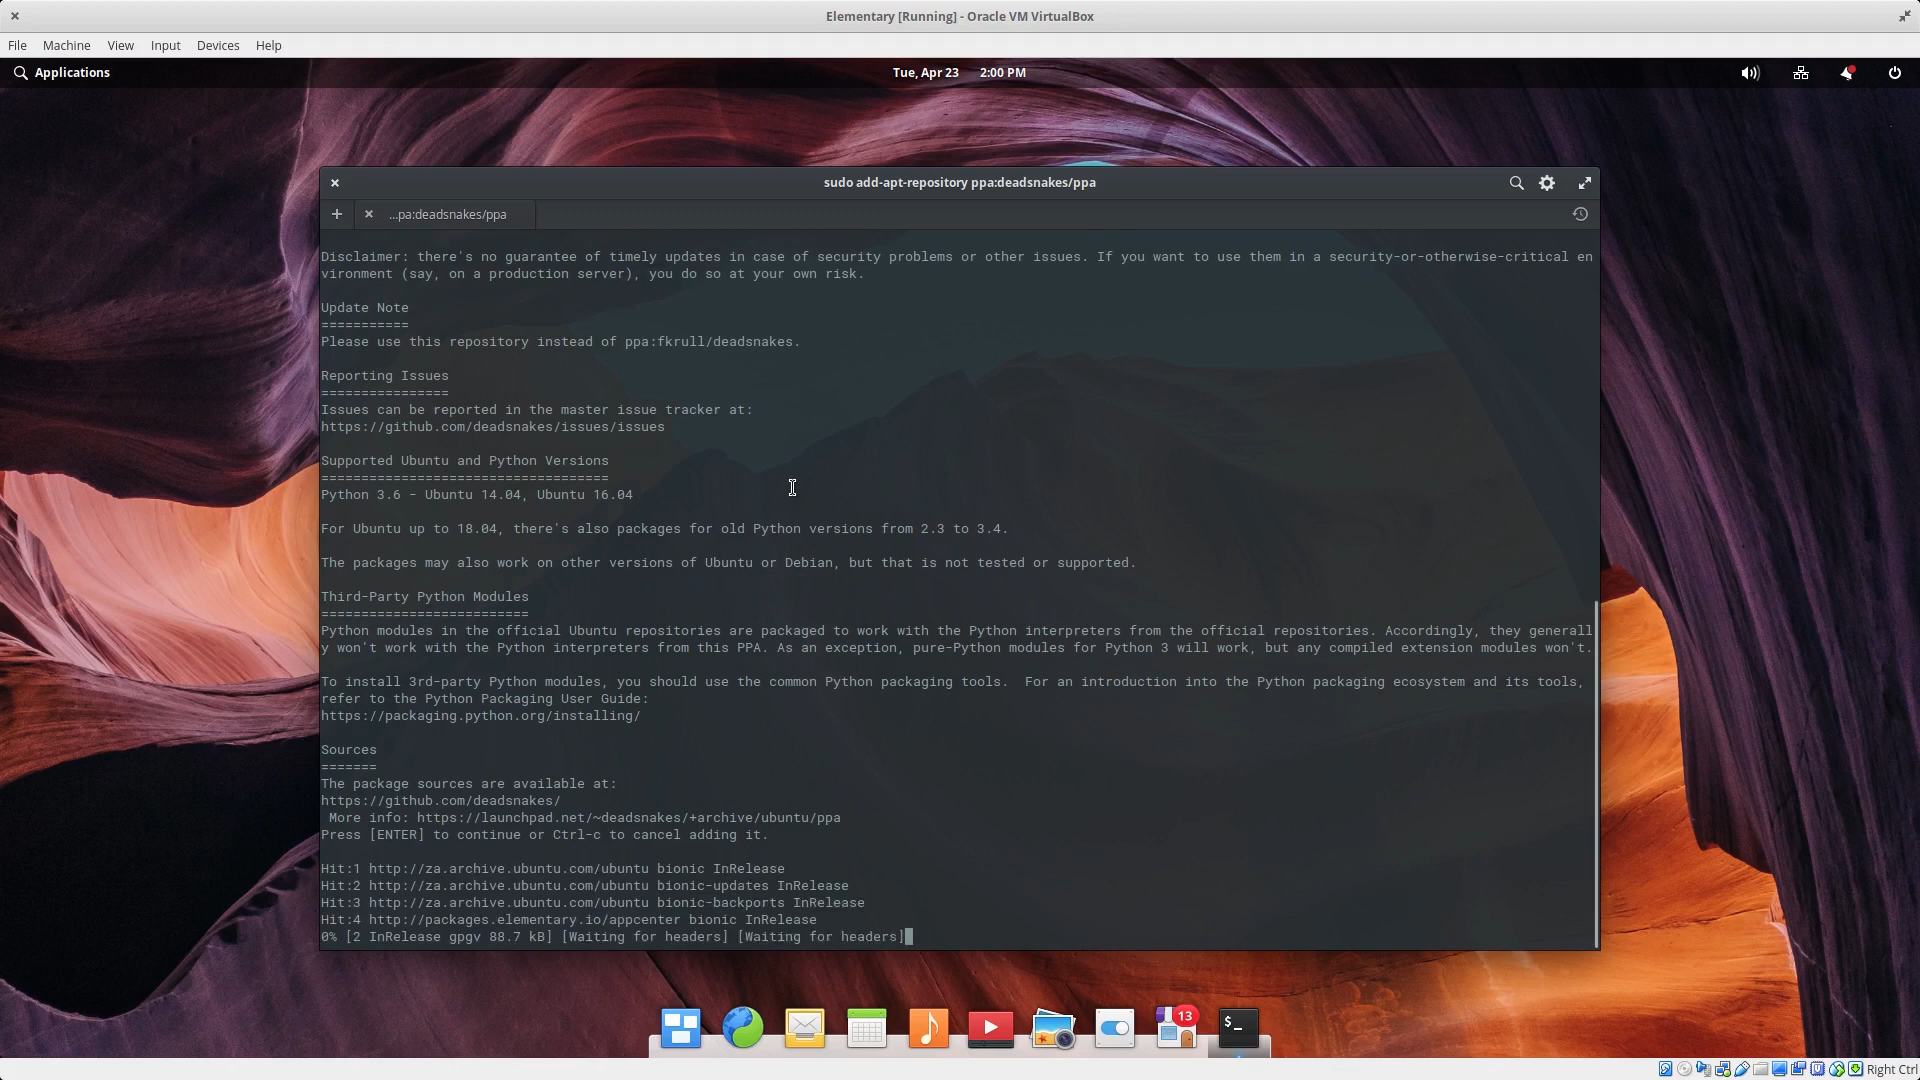 Elementary [Running] - Oracle VM VirtualBox
File Machine View Input Devices Help
Applications
Tue, Apr 23 2:00 PM
sudo add-apt-repository ppa:deadsnakes/ppa
...pa:deadsnakes/ppa
Disclaimer: there's no guarantee of timely updates in case of security problems or other issues. If you want to use them in a security-or-otherwise-critical en
vironment (say, on a production server), you do so at your own risk.
Update Note
===========
Please use this repository instead of ppa:fkrull/deadsnakes.
Reporting Issues
================
Issues can be reported in the master issue tracker at:
https://github.com/deadsnakes/issues/issues
Supported Ubuntu and Python Versions
====================================
Python 3.6 - Ubuntu 14.04, Ubuntu 16.04
For Ubuntu up to 18.04, there's also packages for old Python versions from 2.3 to 3.4.
The packages may also work on other versions of Ubuntu or Debian, but that is not tested or supported.
Third-Party Python Modules
==========================
Python modules in the official Ubuntu repositories are packaged to work with the Python interpreters from the official repositories. Accordingly, they generall
y won't work with the Python interpreters from this PPA. As an exception, pure-Python modules for Python 3 will work, but any compiled extension modules won't.
To install 3rd-party Python modules, you should use the common Python packaging tools.  For an introduction into the Python packaging ecosystem and its tools,
refer to the Python Packaging User Guide:
https://packaging.python.org/installing/
Sources
=======
The package sources are available at:
https://github.com/deadsnakes/
More info: https://launchpad.net/~deadsnakes/+archive/ubuntu/ppa
Press [ENTER] to continue or Ctrl-c to cancel adding it.
Hit:1 http://za.archive.ubuntu.com/ubuntu bionic InRelease
Hit:2 http://za.archive.ubuntu.com/ubuntu bionic-updates InRelease
Hit:3 http://za.archive.ubuntu.com/ubuntu bionic-backports InRelease
Hit:4 http://packages.elementary.io/appcenter bionic InRelease
0% [2 InRelease gpgv 88.7 kB] [Waiting for headers] [Waiting for headers]
13
$_
Right Ctrl